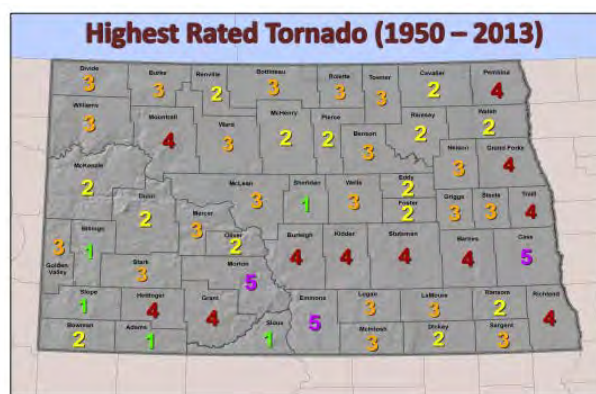 Highest Rated Tornado (1950 – 2013)
Divide Burke Renville Bottineau Rolette Towner Cavalier Pembina
3 3 2 3 3 3 2 4
Williams Mountrail Ward McHenry Pierce Benson Ramsey Walsh
3 4 3 2 2 3 2 2
Nelson Grand Forks
3 4
McKenzie Dunn McLean Sheridan Wells Eddy
2 2 3 1 3 2
Foster Griggs Steele Traill
2 3 3 4
Golden Valley Billings Mercer Oliver
3 1 3 2
Stark Morton Burleigh Kidder Stutsman Barnes Cass
3 5 4 4 4 4 5
Slope Hettinger Grant Emmons Logan LaMoure Ransom Richland
1 4 4 5 3 3 2 4
Bowman Adams Sioux McIntosh Dickey Sargent
2 1 1 3 2 3